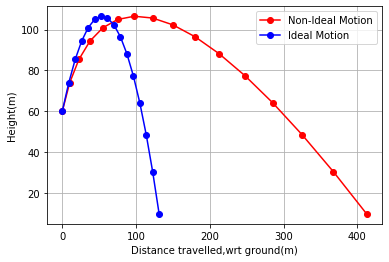 Non-Ideal Motion
Ideal Motion
Height(m)
100
80
60
40
20
0
100
200
300
400
Distance travelled,wrt ground(m)